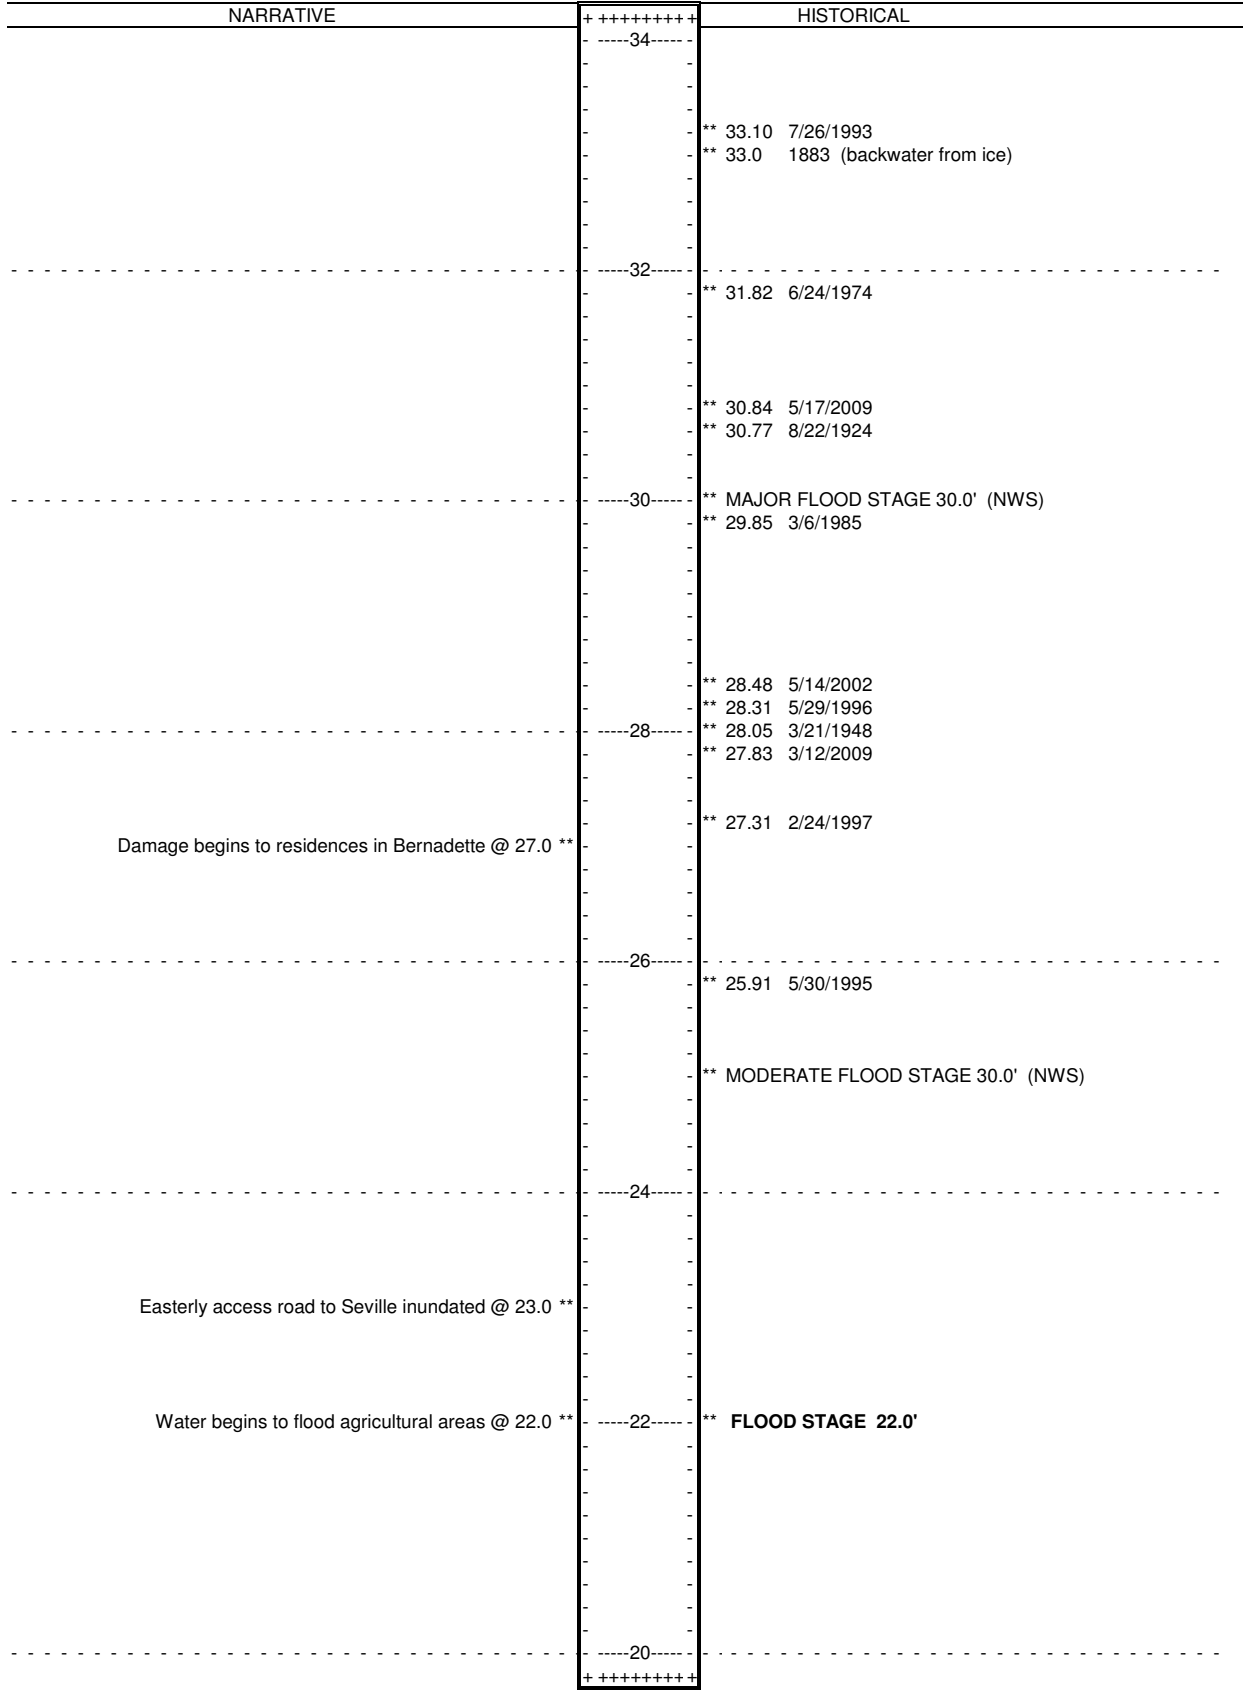 NARRATIVE + ++++++++ + HISTORICAL
- -----34----- -
- - ** 33.10 7/26/1993
- - ** 33.0 1883 (backwater from ice)
- -----32----- -
- - ** 31.82 6/24/1974
- - ** 30.84 5/17/2009
- - ** 30.77 8/22/1924
- -----30----- - ** MAJOR FLOOD STAGE 30.0' (NWS)
- - ** 29.85 3/6/1985
- - ** 28.48 5/14/2002
- - ** 28.31 5/29/1996
- -----28----- - ** 28.05 3/21/1948
- - ** 27.83 3/12/2009
- - ** 27.31 2/24/1997
Damage begins to residences in Bernadette @ 27.0 ** - -
- -----26----- -
- - ** 25.91 5/30/1995
- - ** MODERATE FLOOD STAGE 30.0' (NWS)
- -----24----- -
Easterly access road to Seville inundated @ 23.0 ** - -
Water begins to flood agricultural areas @ 22.0 ** - -----22----- - ** FLOOD STAGE 22.0'
- -----20----- -
+ ++++++++ +